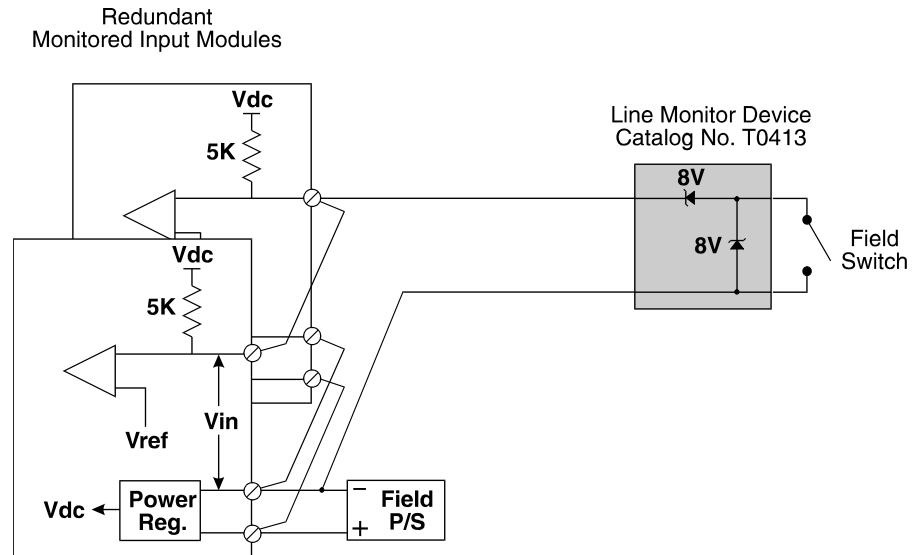 Redundant
Monitored Input Modules
Vdc
5K
Line Monitor Device
Catalog No. T0413
8V
8V
Field
Switch
Vdc
5K
Vin
Vref
Vdc
Power
Reg.
−
+
Field
P/S